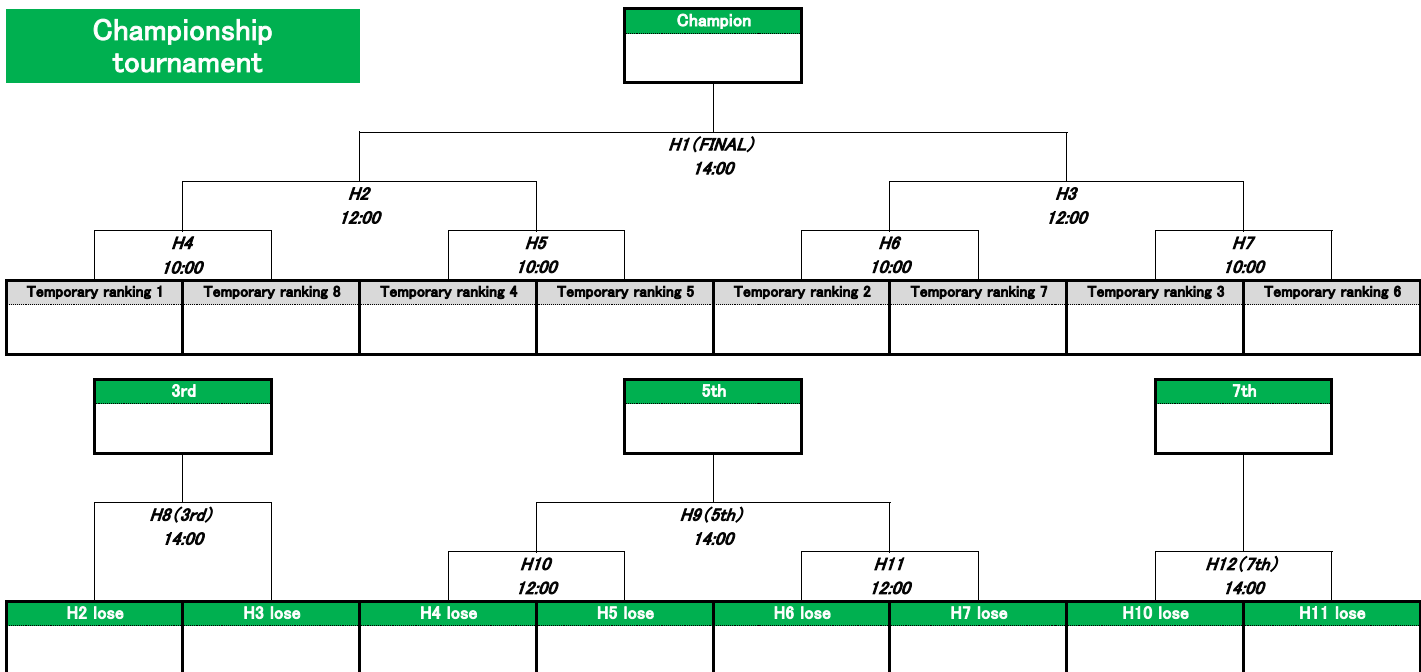 Championship
tournament
Champion
H1(FINAL)
14:00
H2
12:00
H3
12:00
H4
10:00
H5
10:00
H6
10:00
H7
10:00
Temporary ranking 1
Temporary ranking 8
Temporary ranking 4
Temporary ranking 5
Temporary ranking 2
Temporary ranking 7
Temporary ranking 3
Temporary ranking 6
3rd
5th
7th
H8(3rd)
14:00
H9(5th)
14:00
H10
12:00
H11
12:00
H12(7th)
14:00
H2 lose
H3 lose
H4 lose
H5 lose
H6 lose
H7 lose
H10 lose
H11 lose